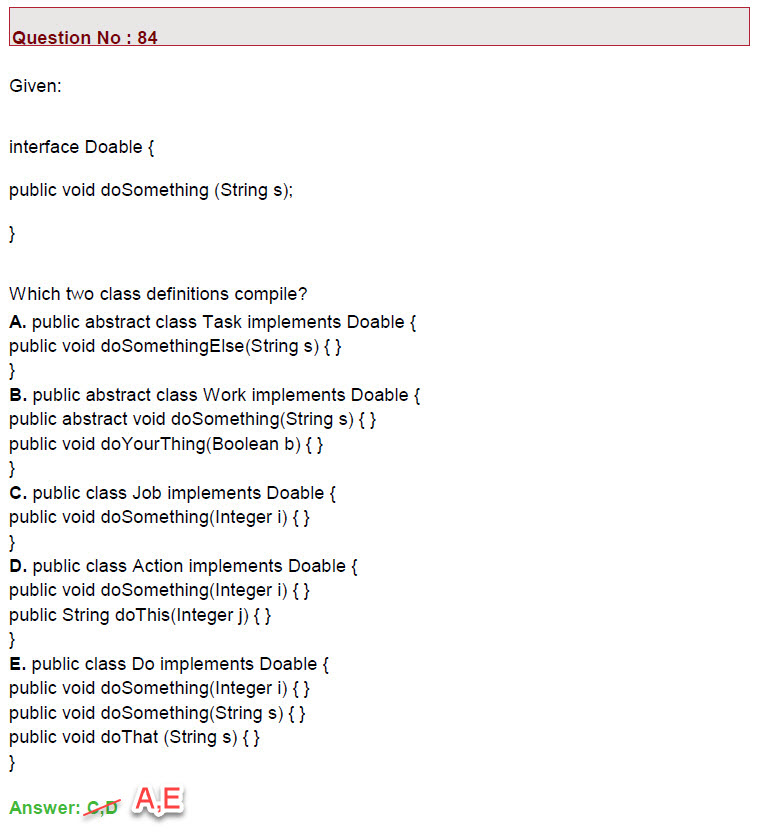 Question No : 84
Given:
interface Doable {
public void doSomething (String s);
}
Which two class definitions compile?
A. public abstract class Task implements Doable {
public void doSomethingElse(String s) { }
}
B. public abstract class Work implements Doable {
public abstract void doSomething(String s) { }
public void doYourThing(Boolean b) { }
}
C. public class Job implements Doable {
public void doSomething(Integer i) { }
}
D. public class Action implements Doable {
public void doSomething(Integer i) { }
public String doThis(Integer j) { }
}
E. public class Do implements Doable {
public void doSomething(Integer i) { }
public void doSomething(String s) { }
public void doThat (String s) { }
}
Answer: C,D A,E